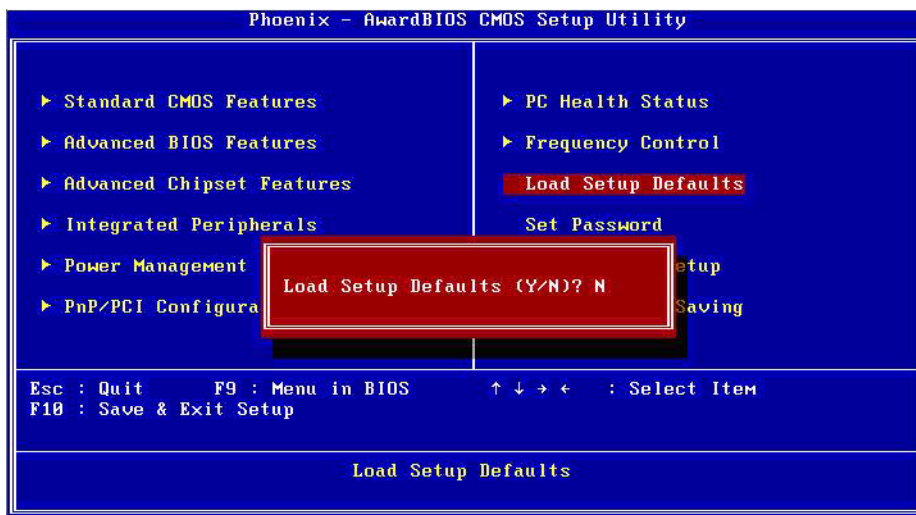 Phoenix - AwardBIOS CMOS Setup Utility
Standard CMOS Features
Advanced BIOS Features
Advanced Chipset Features
Integrated Peripherals
Power Management
PnP/PCI Configura
PC Health Status
Frequency Control
Load Setup Defaults
Set Password
etup
Saving
Load Setup Defaults (Y/N)? N
Esc : Quit F9 : Menu in BIOS ↑ ↓ → ← : Select Item
F10 : Save & Exit Setup
Load Setup Defaults